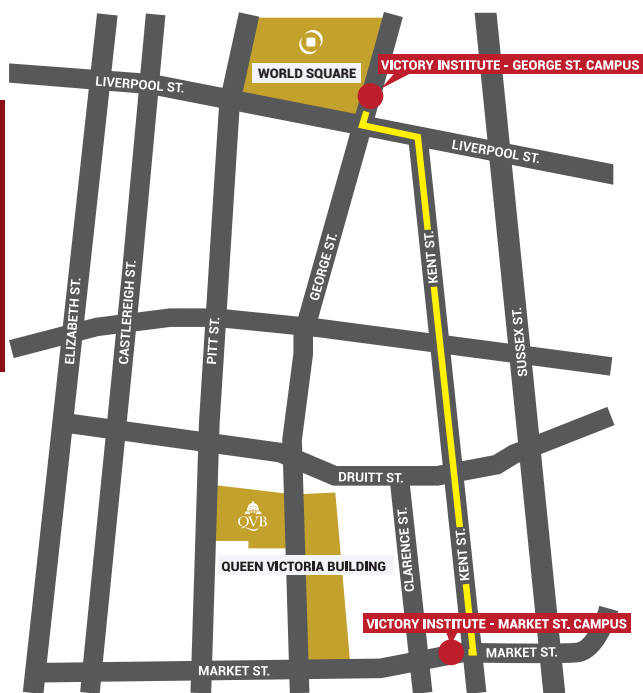 WORLD SQUARE
VICTORY INSTITUTE - GEORGE ST. CAMPUS
LIVERPOOL ST.
LIVERPOOL ST.
KENT ST.
GEORGE ST.
CASTLEREIGH ST.
ELIZABETH ST.
PITT ST.
SUSSEX ST.
DRUITT ST.
QVB
CLARENCE ST.
KENT ST.
QUEEN VICTORIA BUILDING
VICTORY INSTITUTE - MARKET ST. CAMPUS
MARKET ST.
MARKET ST.